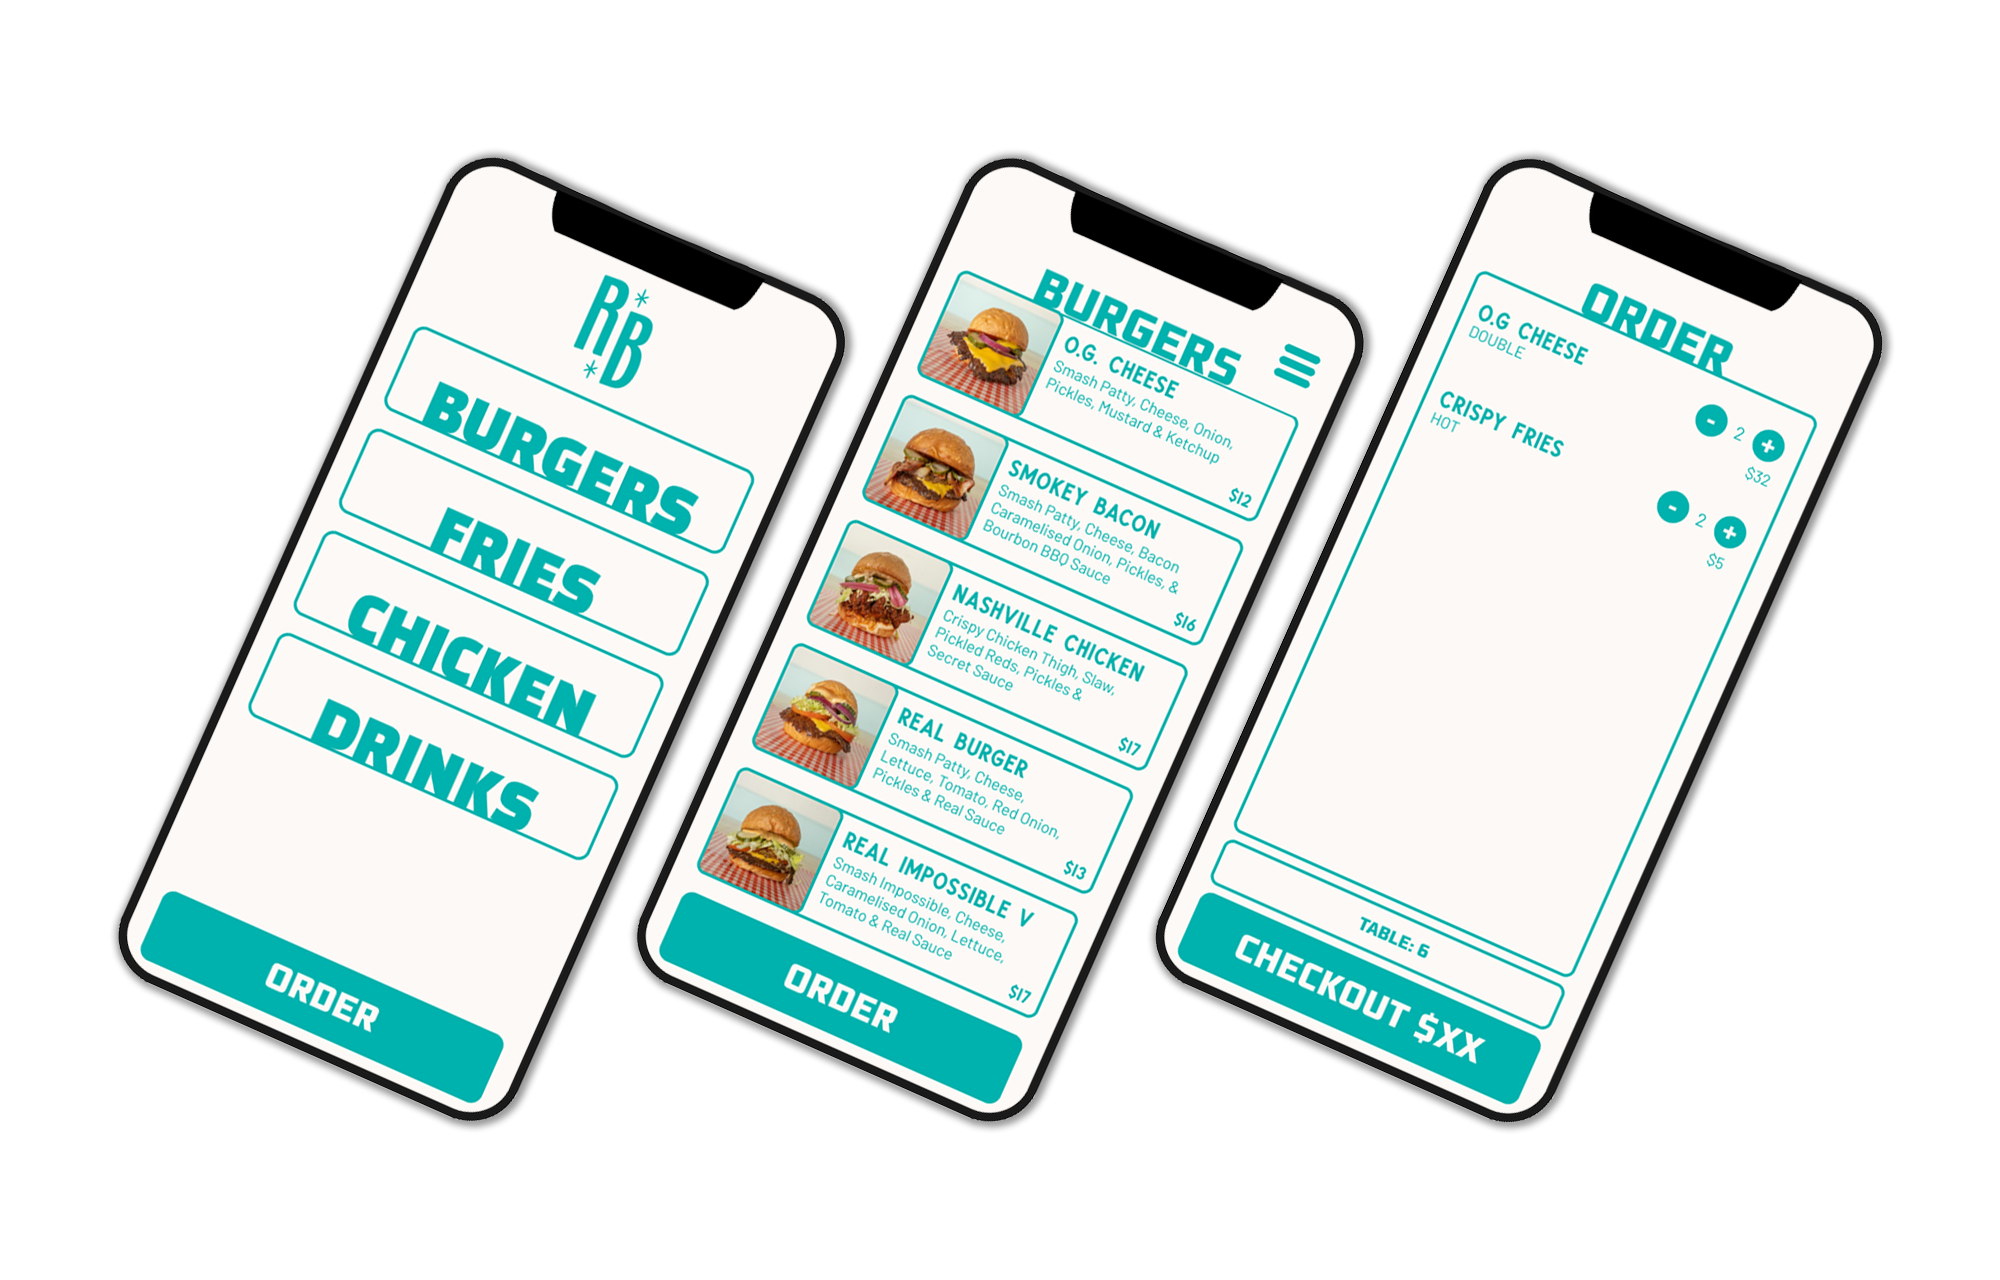 R*
*B
BURGERS
FRIES
CHICKEN
DRINKS
ORDER
BURGERS
O.G. CHEESE
Smash Patty, Cheese, Onion,
Pickles, Mustard & Ketchup
$12
SMOKEY BACON
Smash Patty, Cheese, Bacon
Caramelised Onion, Pickles, &
Bourbon BBQ Sauce
$16
NASHVILLE CHICKEN
Crispy Chicken Thigh, Slaw,
Pickled Reds, Pickles &
Secret Sauce
$17
REAL BURGER
Smash Patty, Cheese,
Lettuce, Tomato, Red Onion,
Pickles & Real Sauce
$13
REAL IMPOSSIBLE V
Smash Impossible, Cheese,
Caramelised Onion, Lettuce,
Tomato & Real Sauce
$17
ORDER
ORDER
O.G CHEESE
DOUBLE
- 2 +
$32
CRISPY FRIES
HOT
- 2 +
$5
TABLE: 6
CHECKOUT $XX